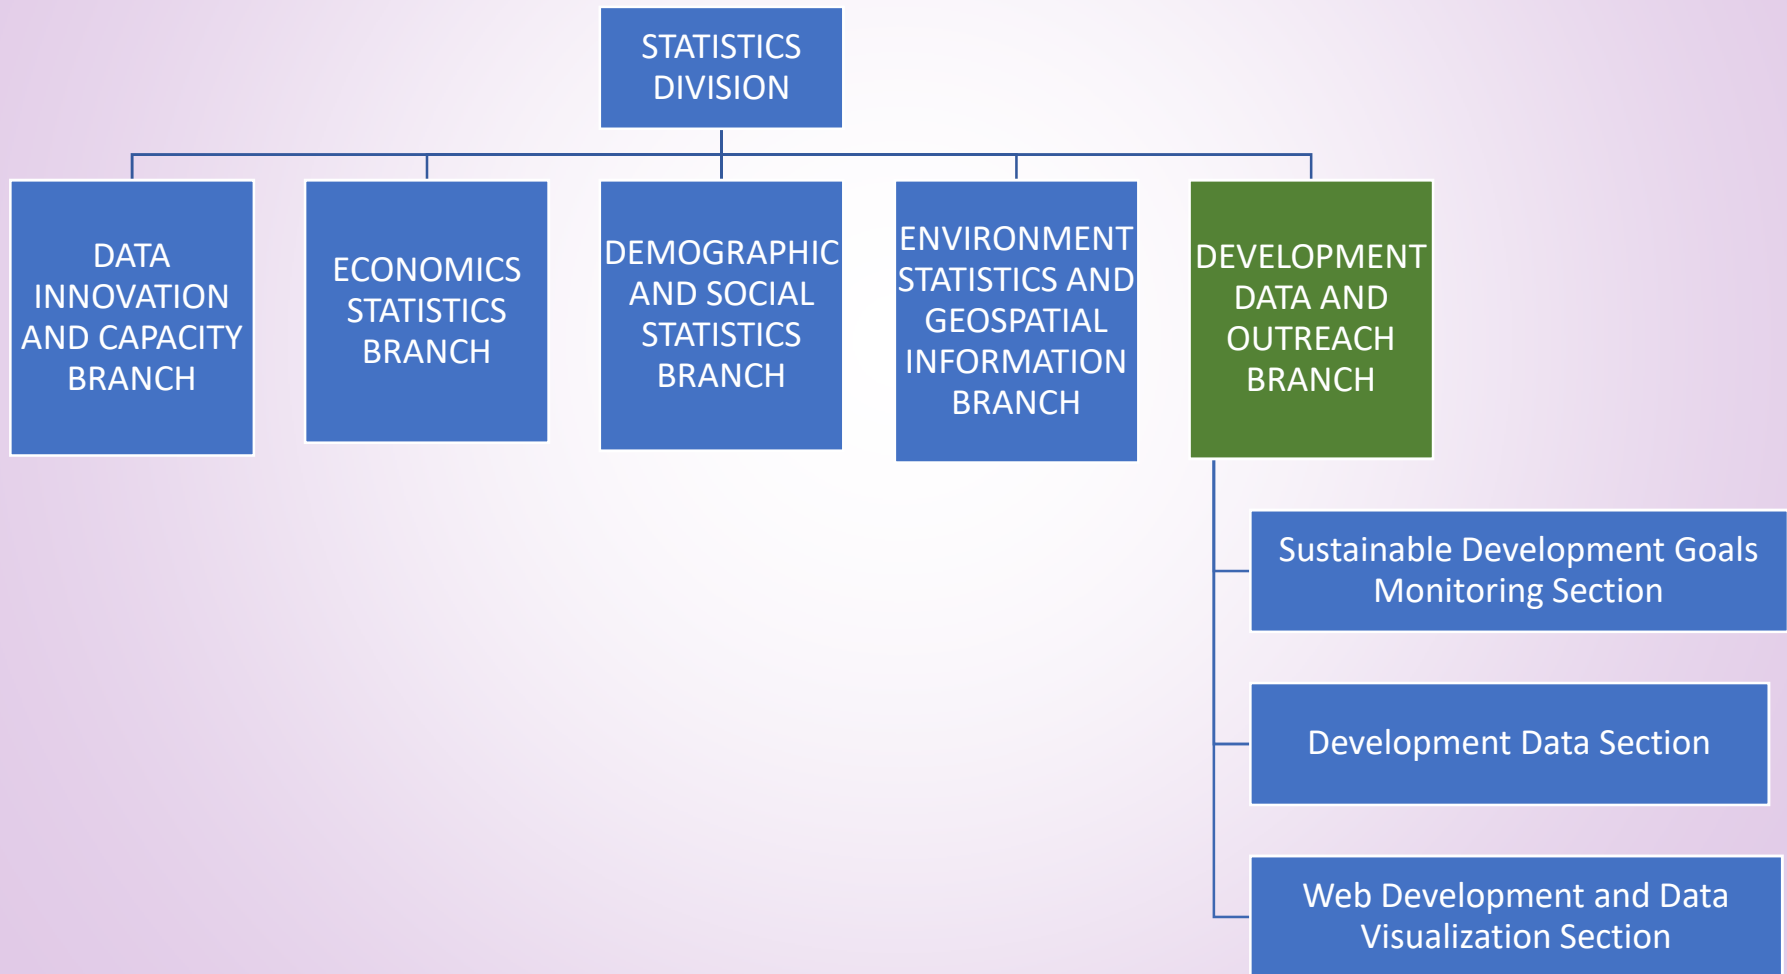 STATISTICS
DIVISION
DATA
INNOVATION
AND CAPACITY
BRANCH
ECONOMICS
STATISTICS
BRANCH
DEMOGRAPHIC
AND SOCIAL
STATISTICS
BRANCH
ENVIRONMENT
STATISTICS AND
GEOSPATIAL
INFORMATION
BRANCH
DEVELOPMENT
DATA AND
OUTREACH
BRANCH
Sustainable Development Goals
Monitoring Section
Development Data Section
Web Development and Data
Visualization Section